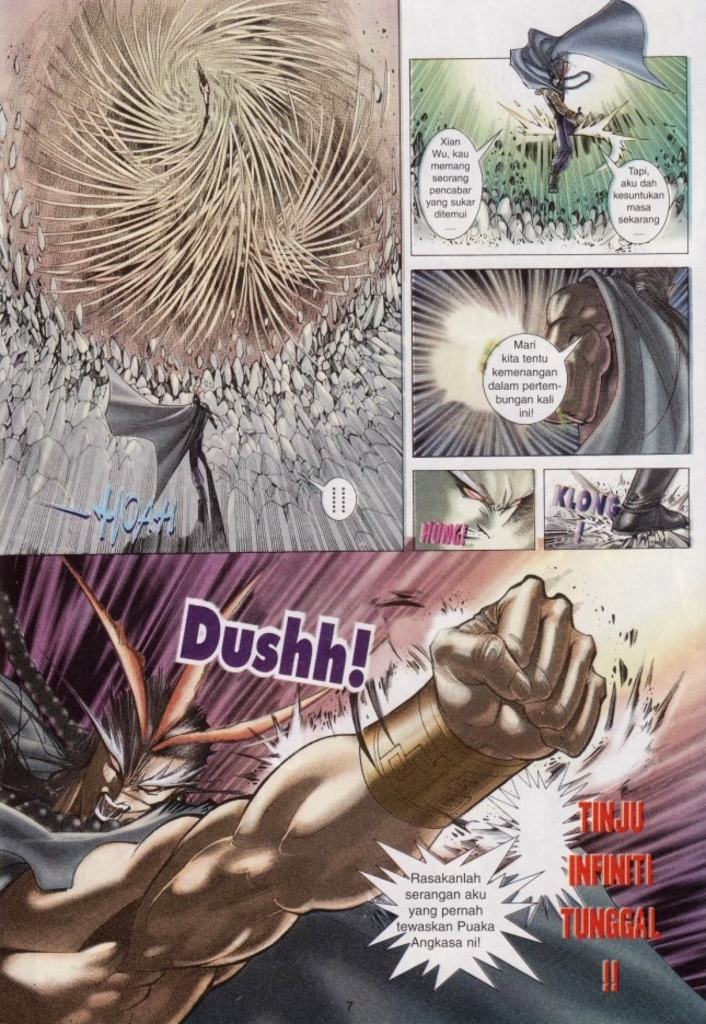 HYOAH
!!
Xian
Wu, kau
memang
seorang
pencabar
yang sukar
ditemui
....
Tapi,
aku dah
kesuntukan
masa
sekarang
....
Mari
kita tentu
kemenangan
dalam pertem-
bungan kali
ini!
HUNG!
KLONG
!
Dushh!
Rasakanlah
serangan aku
yang pernah
tewaskan Puaka
Angkasa ni!
TINJU
INFINITI
TUNGGAL
!!
7